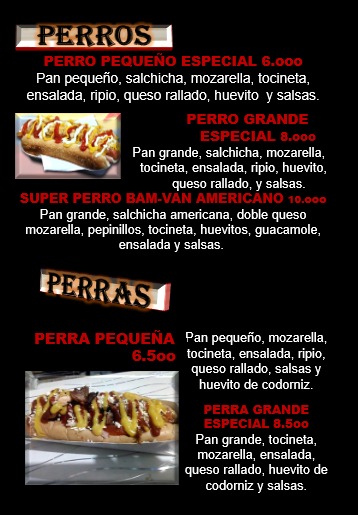 PERROS
PERRO PEQUEÑO ESPECIAL 6.ooo
Pan pequeño, salchicha, mozarella, tocineta,
ensalada, ripio, queso rallado, huevito y salsas.
PERRO GRANDE
ESPECIAL 8.ooo
Pan grande, salchicha, mozarella,
tocineta, ensalada, ripio, huevito,
queso rallado, y salsas.
SUPER PERRO BAM-VAN AMERICANO 10.ooo
Pan grande, salchicha americana, doble queso
mozarella, pepinillos, tocineta, huevitos, guacamole,
ensalada y salsas.
PERRAS
PERRA PEQUEÑA
6.5oo
Pan pequeño, mozarella,
tocineta, ensalada, ripio,
queso rallado, salsas y
huevito de codorniz.
PERRA GRANDE
ESPECIAL 8.5oo
Pan grande, tocineta,
mozarella, ensalada,
queso rallado, huevito de
codorniz y salsas.